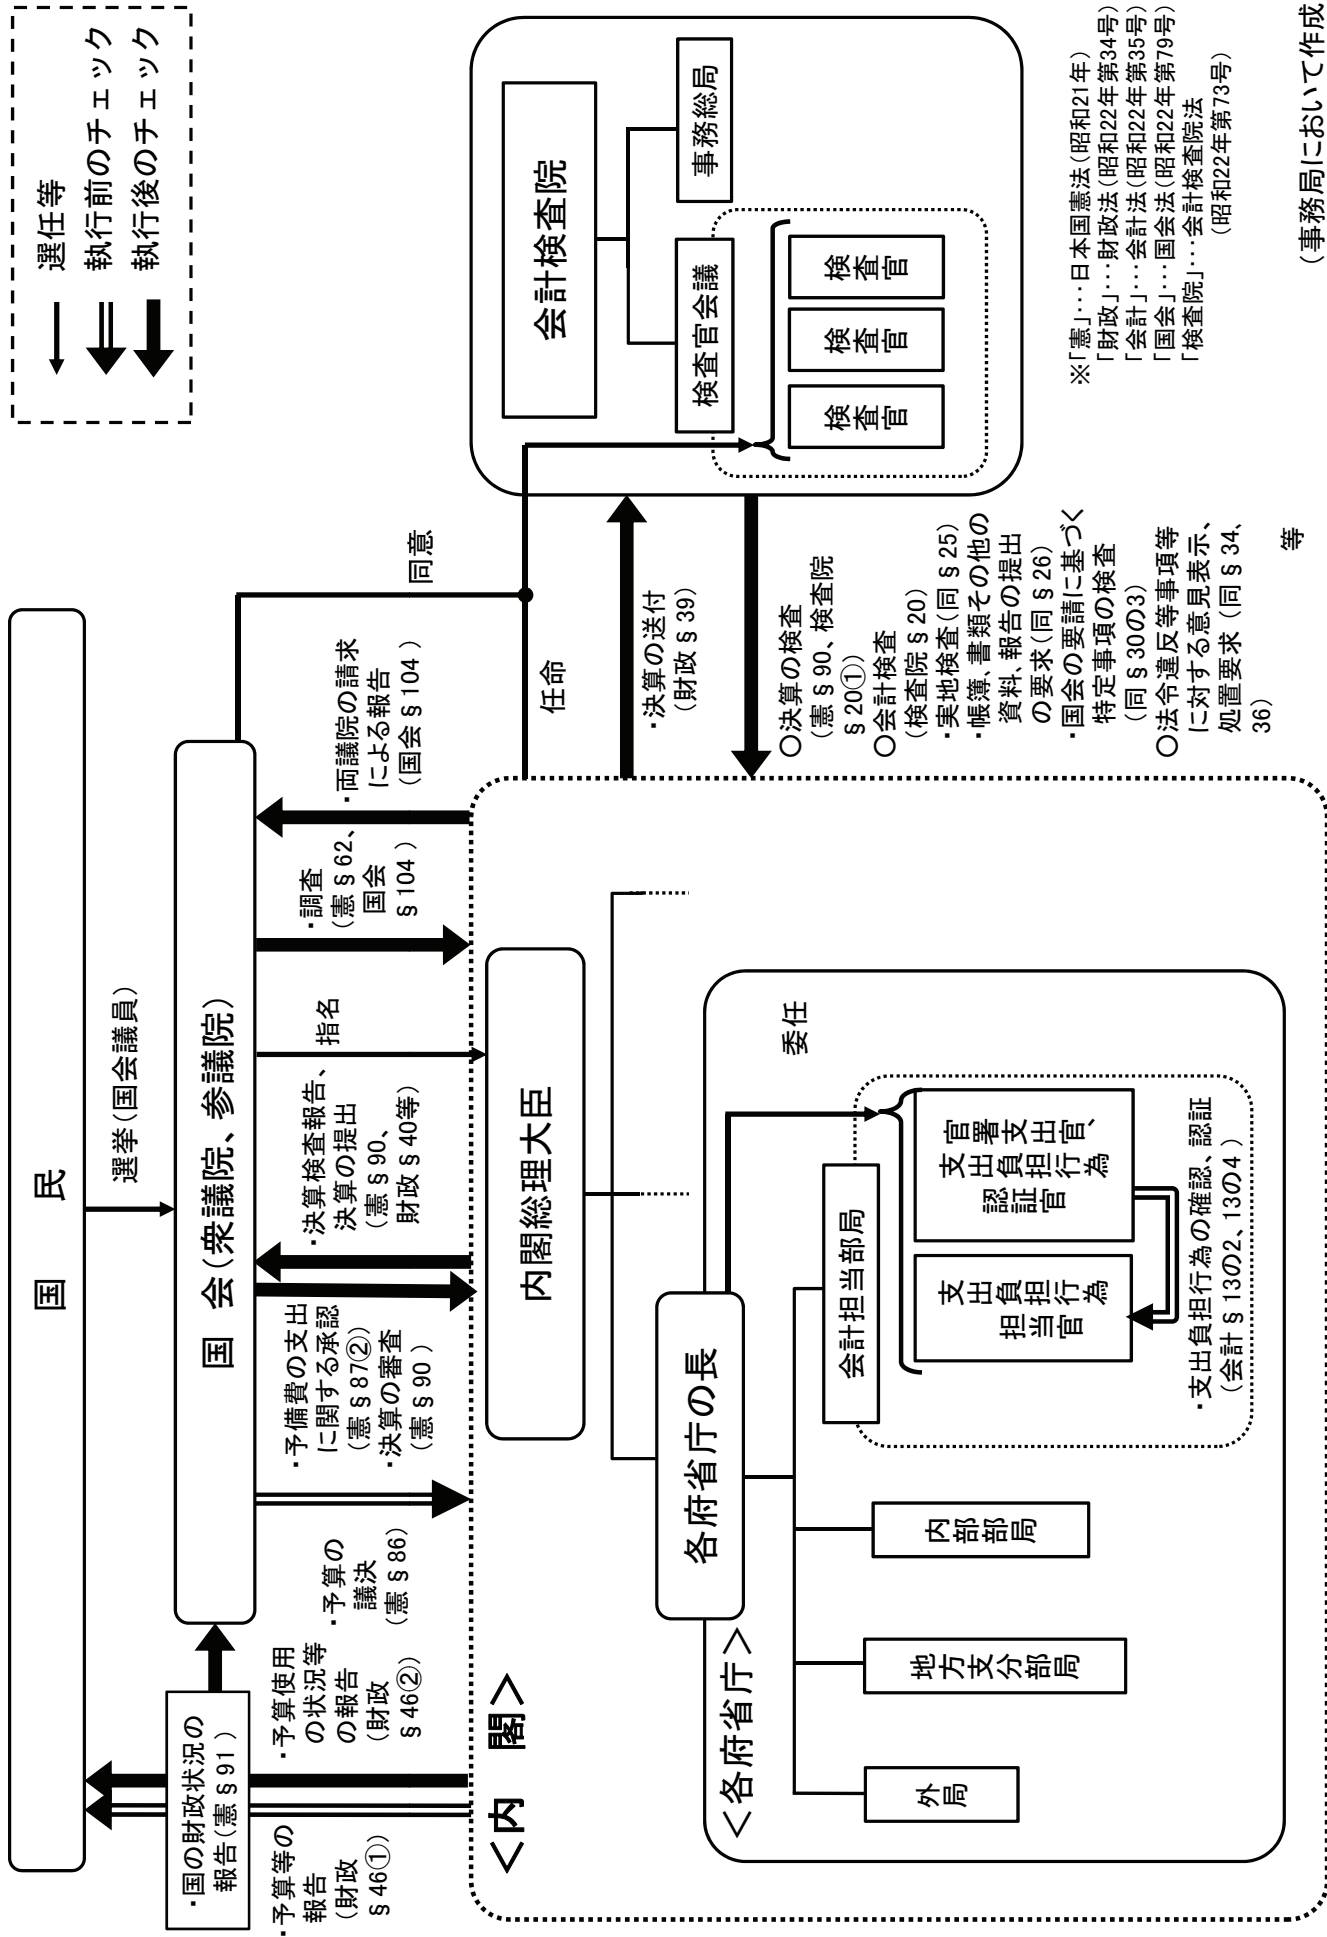 選任等
執行前のチェック
執行後のチェック
国　　民
選挙(国会議員)
国　会(衆議院、参議院)
・国の財政状況の
報告(憲§91)
・予算等の
報告
(財政
§46①)
・予算使用
の状況等
の報告
(財政
§46②)
・予算の
議決
(憲§86)
・予備費の支出
に関する承認
(憲§87②)
・決算の審査
(憲§90)
・決算検査報告、
決算の提出
(憲§90、
財政§40等)
指名
・調査
(憲§62、
国会
§104)
・両議院の請求
による報告
(国会§104)
同意
任命
＜内　　閣＞
内閣総理大臣
＜各府省庁＞
各府省庁の長
委任
外局
地方支分部局
内部部局
会計担当部局
支出負担行為
担当官
官署支出官、
支出負担行為
認証官
・支出負担行為の確認、認証
(会計§13の2、13の4)
・決算の送付
(財政§39)
○決算の検査
(憲§90、検査院
§20①)
○会計検査
(検査院§20)
・実地検査(同§25)
・帳簿、書類その他の
資料、報告の提出
の要求(同§26)
・国会の要請に基づく
特定事項の検査
(同§30の3)
○法令違反等事項等
に対する意見表示、
処置要求(同§34、
36)
等
会計検査院
検査官会議
事務総局
検査官
検査官
検査官
※「憲」…日本国憲法(昭和21年)
「財政」…財政法(昭和22年第34号)
「会計」…会計法(昭和22年第35号)
「国会」…国会法(昭和22年第79号)
「検査院」…会計検査院法
(昭和22年第73号)
(事務局において作成)